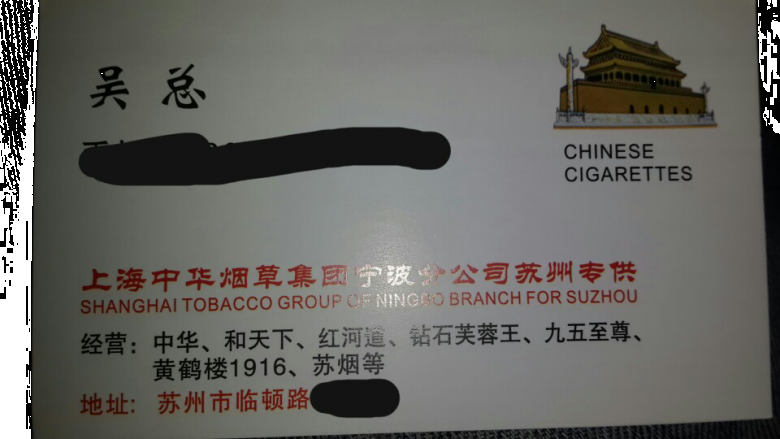 吴 总
CHINESE
CIGARETTES
上海中华烟草集团宁波分公司苏州专供
SHANGHAI TOBACCO GROUP OF NINGBO BRANCH FOR SUZHOU
经营：中华、和天下、红河道、钻石芙蓉王、九五至尊、
黄鹤楼1916、苏烟等
地址：苏州市临顿路